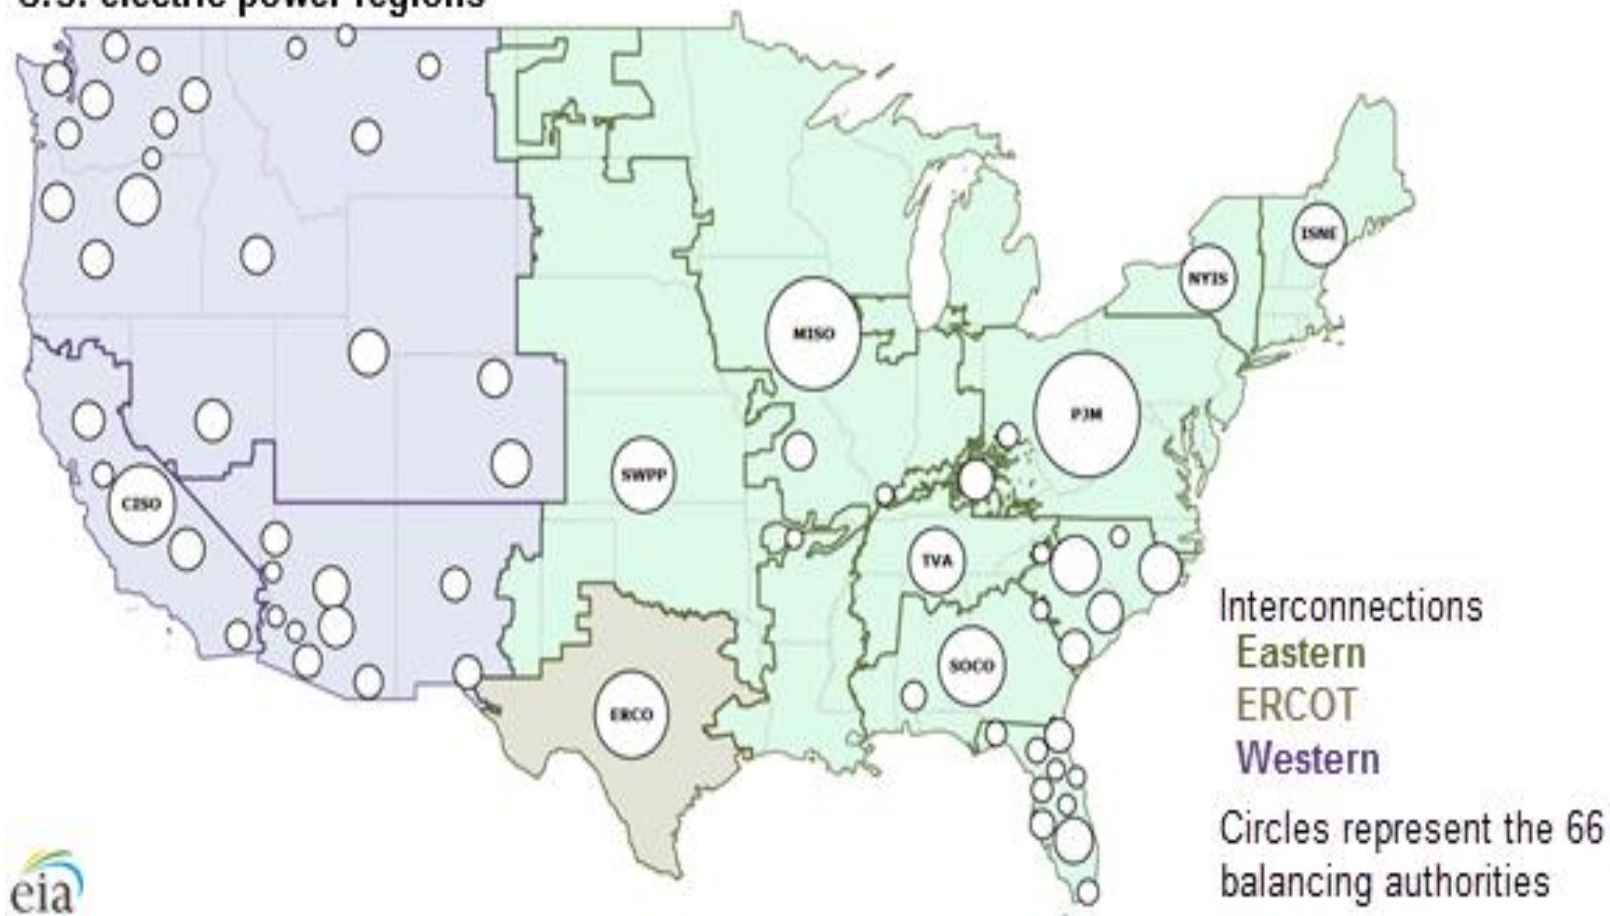 U.S. electric power regions
ISNE
NYIS
MISO
PJM
SWPP
CISO
TVA
SOCO
ERCO
Interconnections
Eastern
ERCOT
Western
Circles represent the 66
balancing authorities
eia